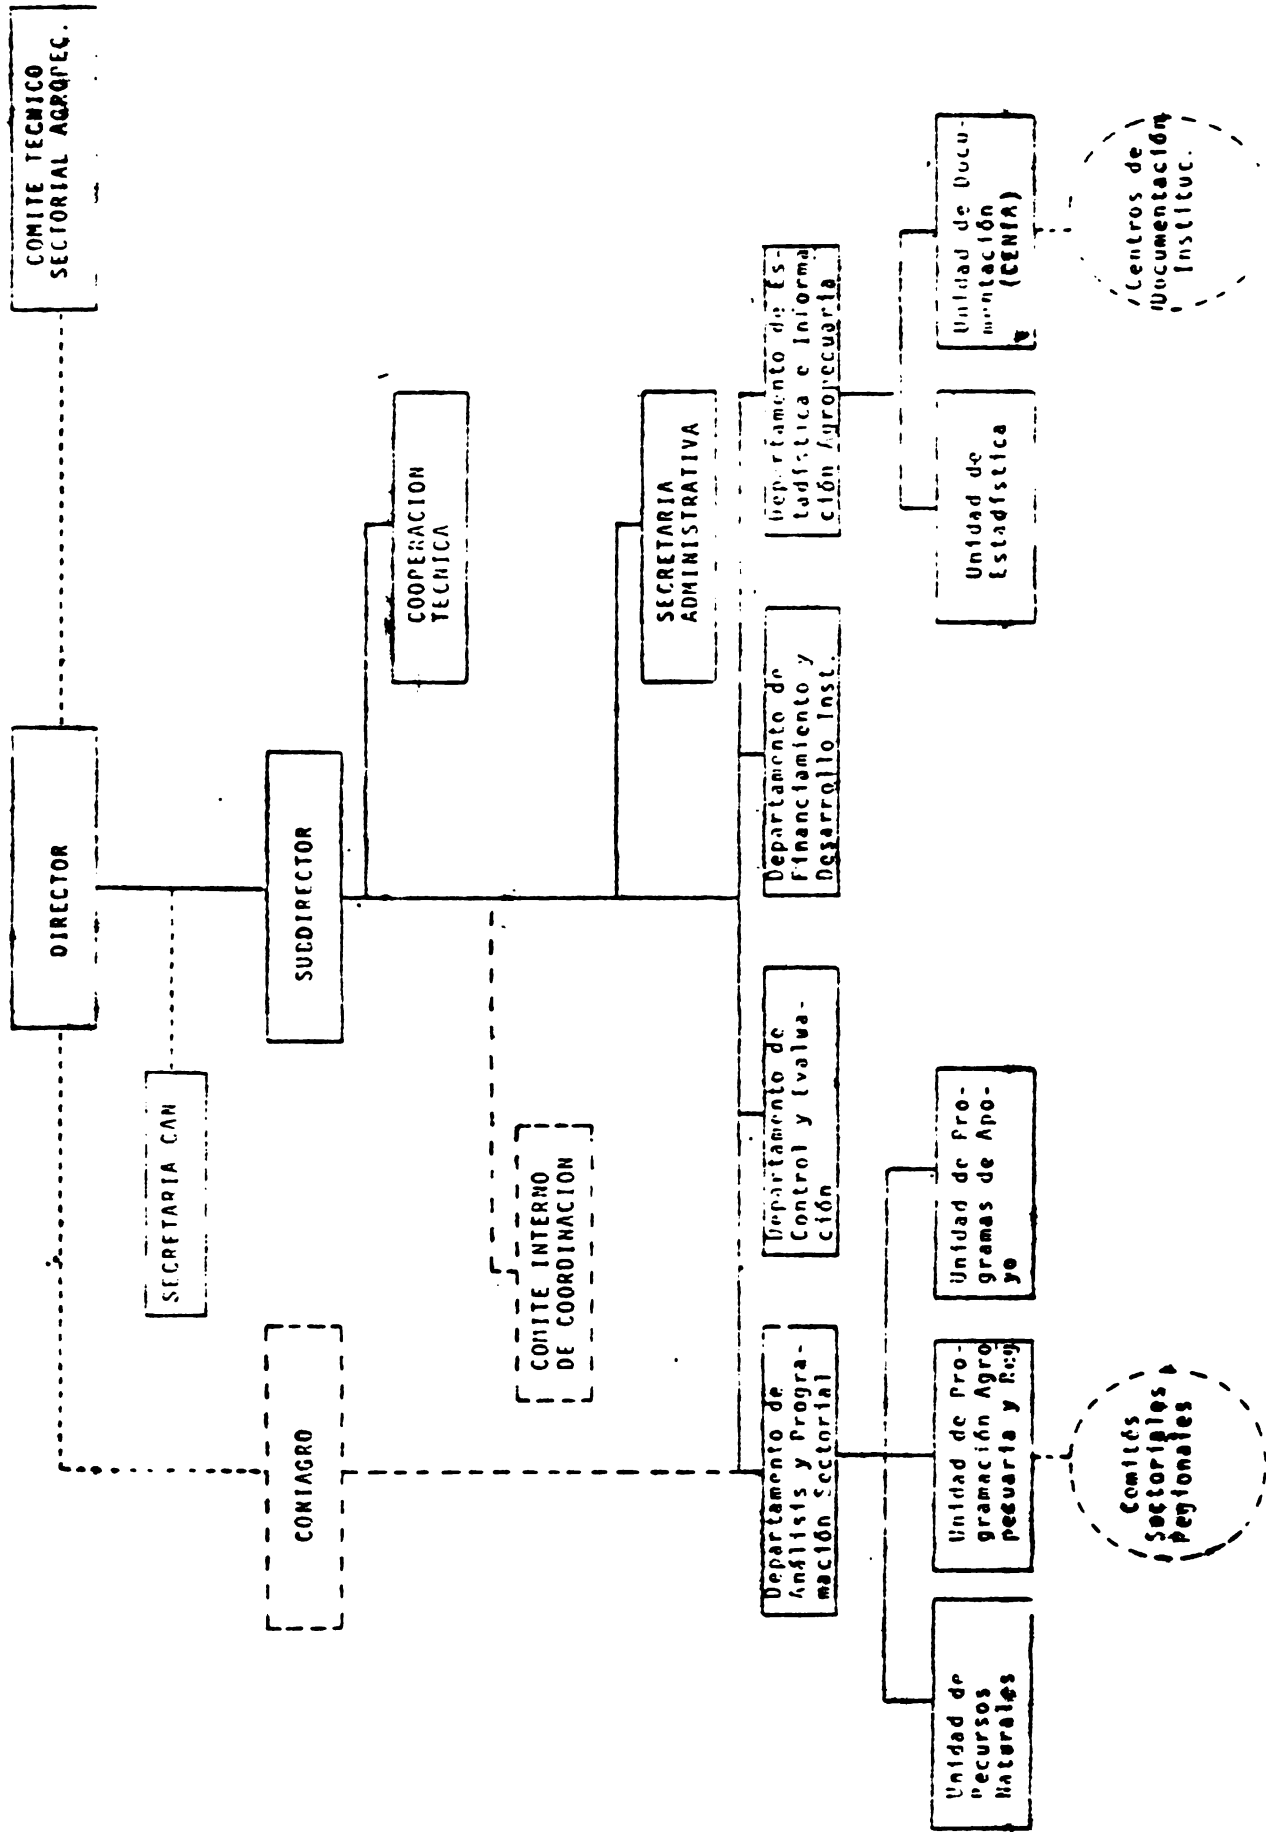 COMITE TECNICO
SECTORIAL AGROPEC.
DIRECTOR
SECRETARIA CAN
SUBDIRECTOR
CONIAGRO
COOPERACION
TECNICA
COMITE INTERNO
DE COORDINACION
SECRETARIA
ADMINISTRATIVA
Departamento de
Análisis y Progra-
mación Sectorial
Departamento de
Control y Evalua-
ción
Departamento de
Financiamiento y
Desarrollo Inst.
Departamento de Es-
tadística e Informa
ción Agropecuaria
Unidad de
Recursos
Naturales
Unidad de Pro-
gramación Agro
pecuaria y Reg
Unidad de Pro-
gramas de Apo-
yo
Unidad de
Estadística
Unidad de Docu-
mentación
(CENIA)
Comités
Sectoriales
Regionales
Centros de
Documentación
Instituc.